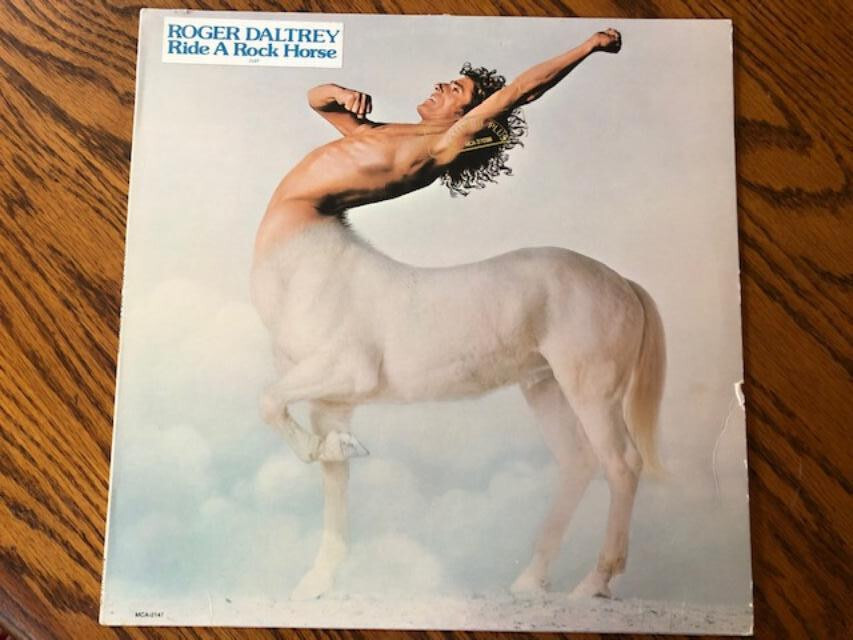 ROGER DALTREY
Ride A Rock Horse
MCA-2147